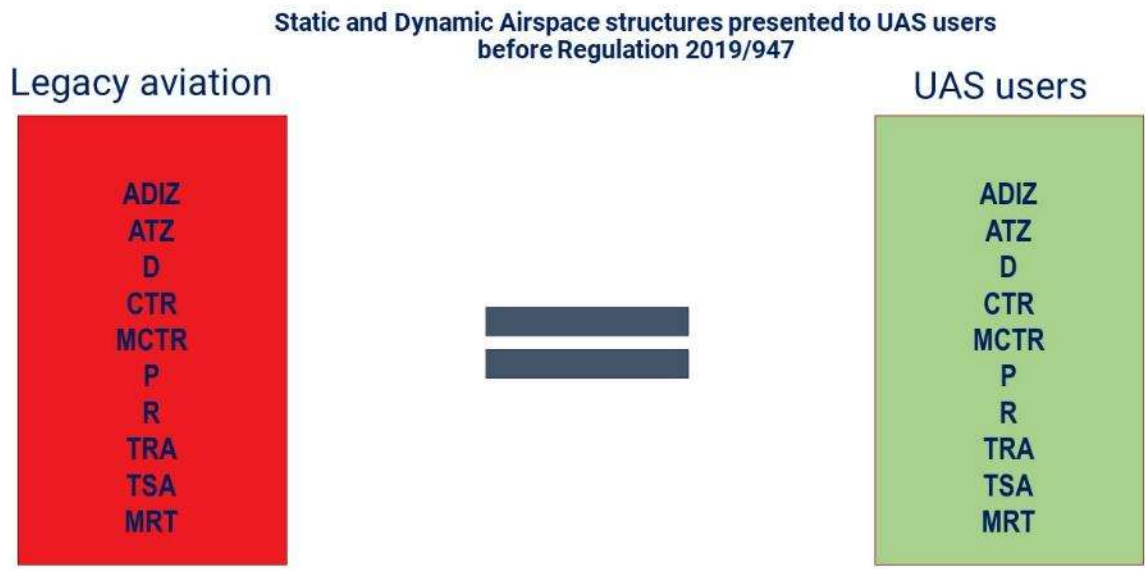 Static and Dynamic Airspace structures presented to UAS users
before Regulation 2019/947
Legacy aviation
ADIZ
ATZ
D
CTR
MCTR
P
R
TRA
TSA
MRT
UAS users
ADIZ
ATZ
D
CTR
MCTR
P
R
TRA
TSA
MRT